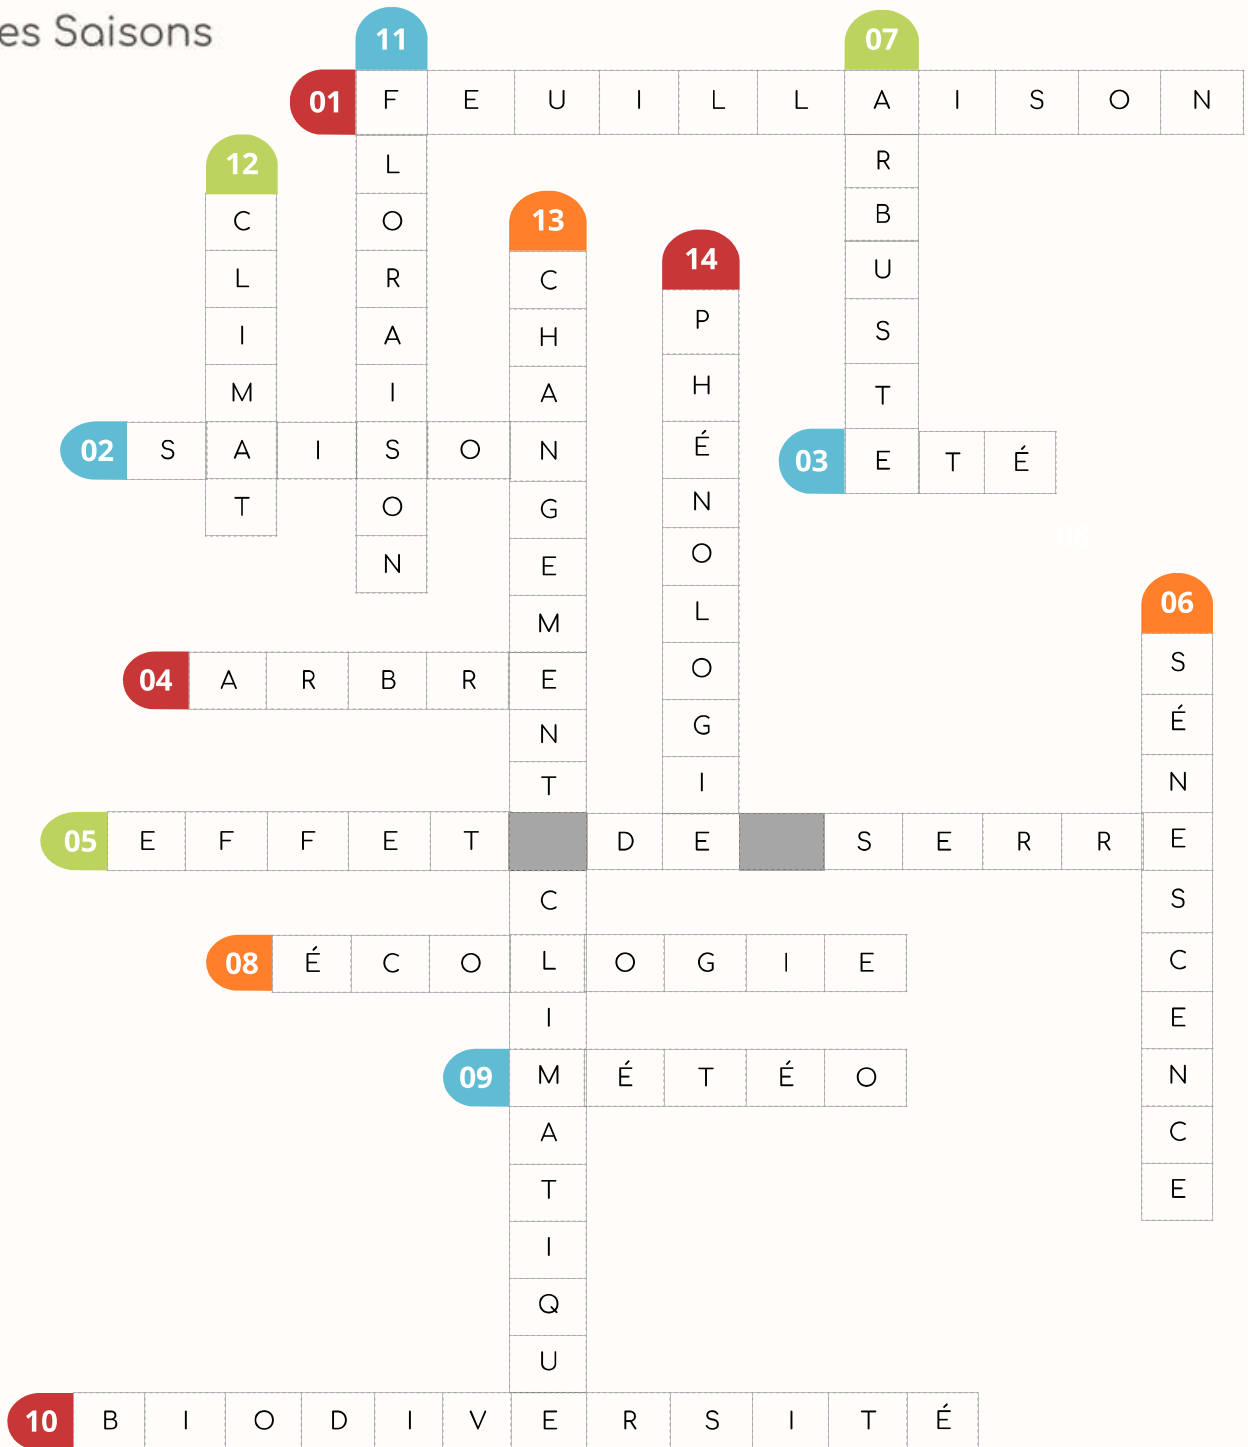 es Saisons
11
07
01 F E U I L L A I S O N
12 L R
C O 13 B
L R C 14 U
I A H P S
M I A H T
02 S A I S O N É 03 E T É
T O G N
N E O 06
M L S
04 A R B R E O É
N G N
T I
05 E F F E T D E S E R R E
C S
08 É C O L O G I E C
I E
09 M É T É O N
A C
T E
I
Q
U
10 B I O D I V E R S I T É